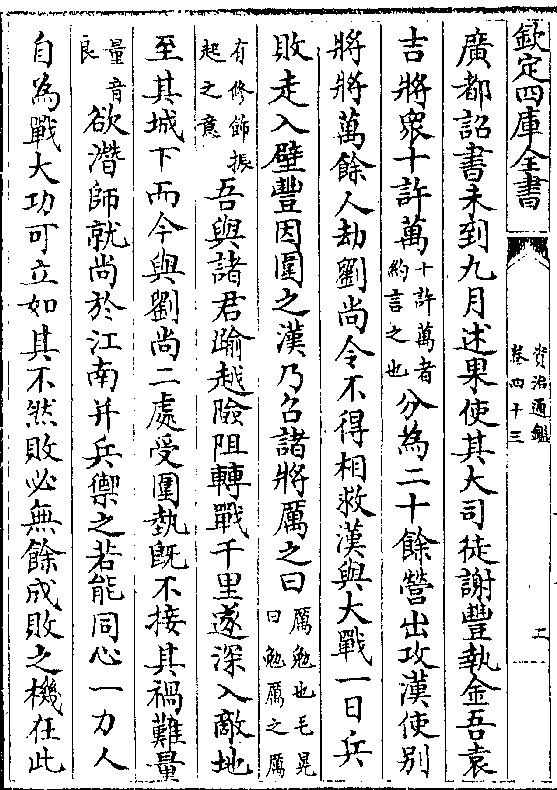 欽定四庫全書
資治通鑑
卷四十三
二
廣都詔書未到九月述果使其大司徒謝豐執金吾袁
吉將眾十許萬十許萬者約言之也分為二十餘營出攻漢使别
將將萬餘人劫劉尚令不得相救漢與大戰一日兵
敗走入壁豐因圍之漢乃召諸將厲之曰厲勉也毛晃曰勉厲之厲
有修飾振起之意吾與諸君踰越險阻轉戰千里遂深入敵地
至其城下而今與劉尚二處受圍埶既不接其禍難量
量音良欲潛師就尚於江南并兵禦之若能同心一力人
自為戰大功可立如其不然敗必無餘成敗之機在此